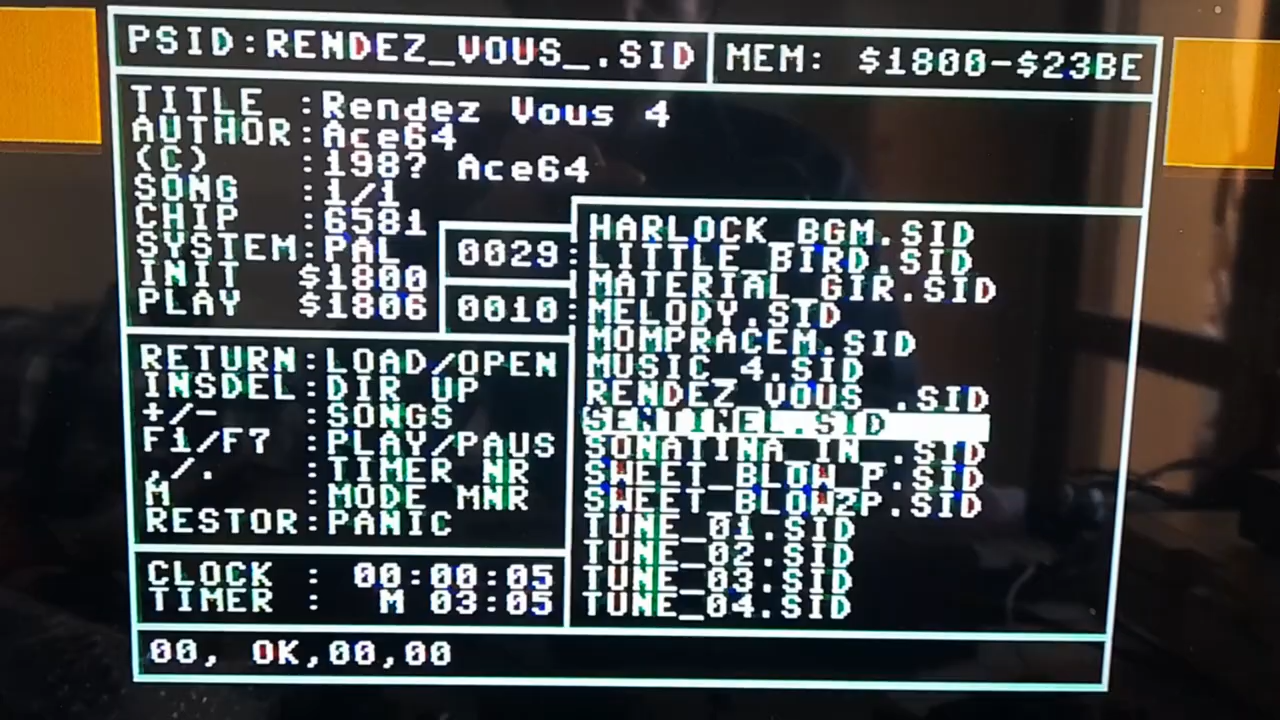 PSID:RENDEZ_VOUS_.SID
MEM: $1800-$23BE
TITLE :Rendez Vous 4
AUTHOR:Ace64
(C) :198? Ace64
SONG :1/1
CHIP :6581
SYSTEM:PAL
INIT $1800
PLAY $1806
0029:
0010:
HARLOCK_BGM.SID
LITTLE_BIRD.SID
MATERIAL_GIR.SID
MELODY.SID
MOMPRACEM.SID
MUSIC_4.SID
RENDEZ_VOUS_.SID
SENTINEL.SID
SONATINA_IN_.SID
SWEET_BLOW_P.SID
SWEET_BLOW2P.SID
TUNE_01.SID
TUNE_02.SID
TUNE_03.SID
TUNE_04.SID
RETURN:LOAD/OPEN
INSDEL:DIR UP
+/- :SONGS
F1/F7 :PLAY/PAUS
,/. :TIMER NR
M :MODE MNR
RESTOR:PANIC
CLOCK : 00:00:05
TIMER : M 03:05
00, OK,00,00